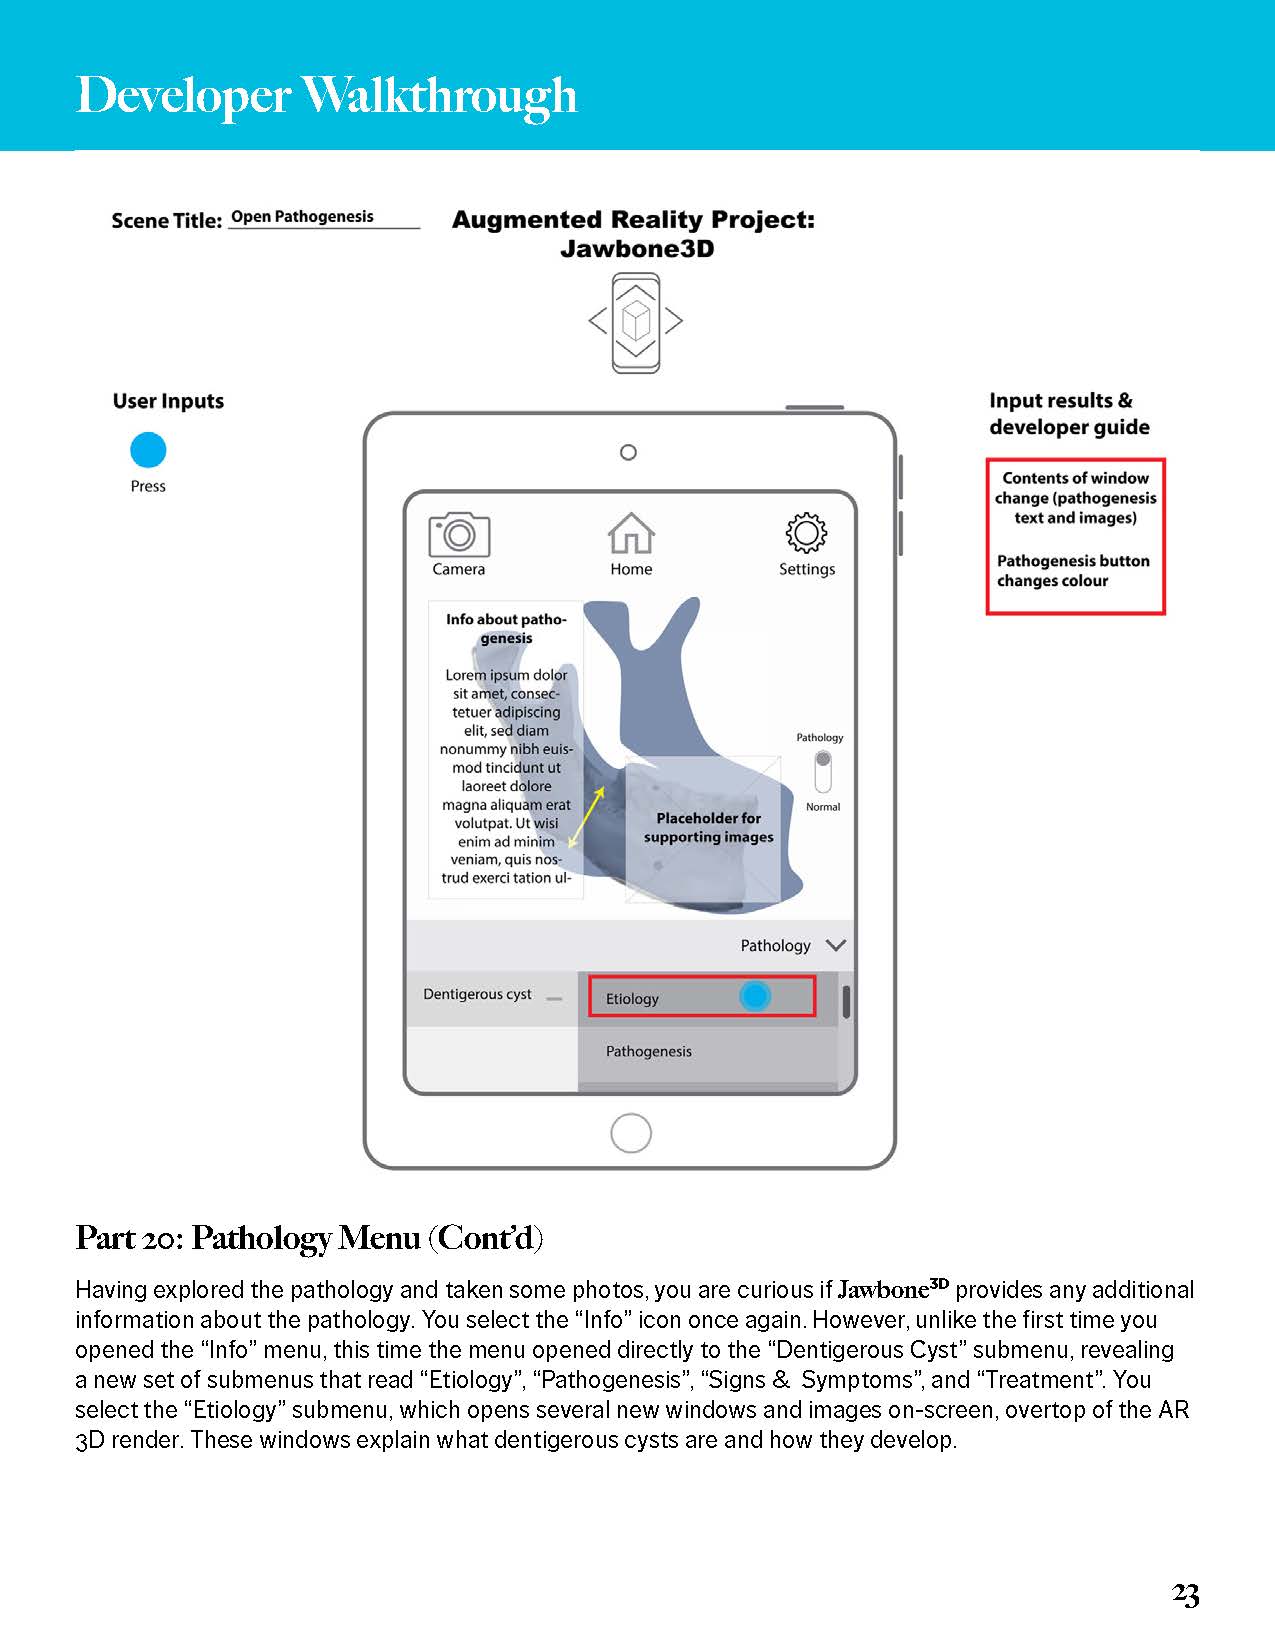 Developer Walkthrough
Scene Title: Open Pathogenesis
Augmented Reality Project:
Jawbone3D
User Inputs
Press
Input results &
developer guide
Contents of window
change (pathogenesis
text and images)
Pathogenesis button
changes colour
Camera
Home
Settings
Info about patho-
genesis
Lorem ipsum dolor
sit amet, consec-
tetuer adipiscing
elit, sed diam
nonummy nibh euis-
mod tincidunt ut
laoreet dolore
magna aliquam erat
volutpat. Ut wisi
enim ad minim
veniam, quis nos-
trud exerci tation ul-
Pathology
Normal
Placeholder for
supporting images
Pathology
Dentigerous cyst
Etiology
Pathogenesis
Part 20: Pathology Menu (Cont’d)
Having explored the pathology and taken some photos, you are curious if Jawbone³ᴰ provides any additional
information about the pathology. You select the “Info” icon once again. However, unlike the first time you
opened the “Info” menu, this time the menu opened directly to the “Dentigerous Cyst” submenu, revealing
a new set of submenus that read “Etiology”, “Pathogenesis”, “Signs & Symptoms”, and “Treatment”. You
select the “Etiology” submenu, which opens several new windows and images on-screen, overtop of the AR
3D render. These windows explain what dentigerous cysts are and how they develop.
23